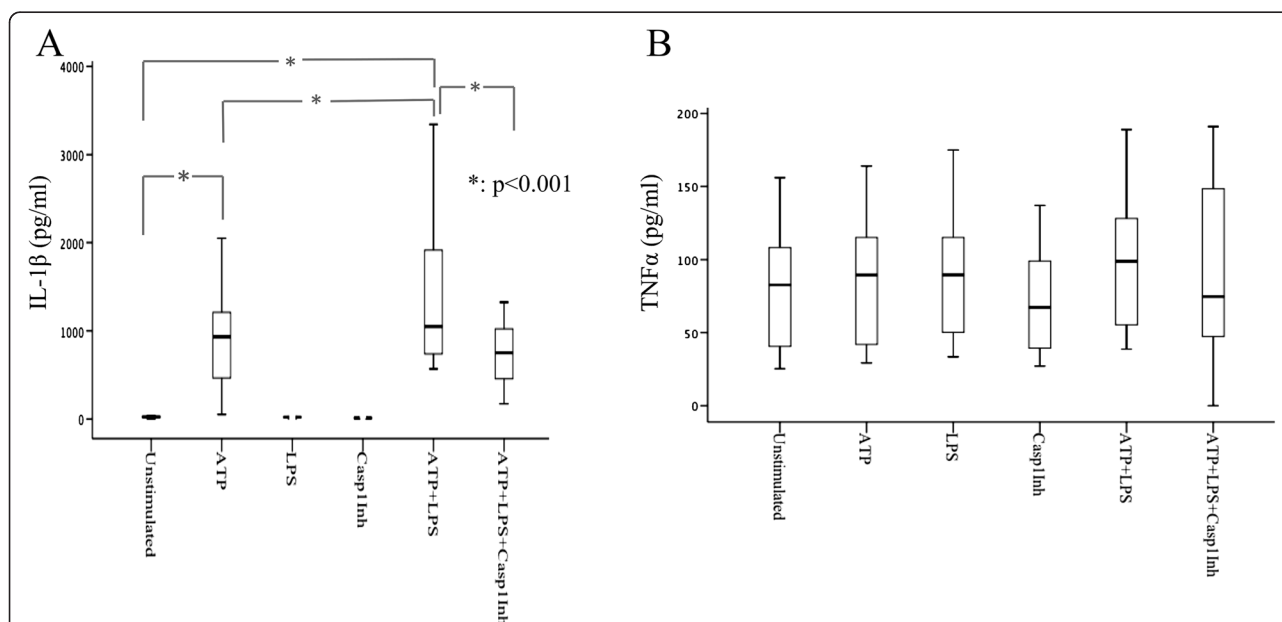 A
IL-1β (pg/ml)
4000
3000
2000
1000
0
*
*
*
*
*: p<0.001
Unstimulated
ATP
LPS
Casp1Inh
ATP+LPS
ATP+LPS+Casp1Inh
B
TNFα (pg/ml)
200
150
100
50
0
Unstimulated
ATP
LPS
Casp1Inh
ATP+LPS
ATP+LPS+Casp1Inh